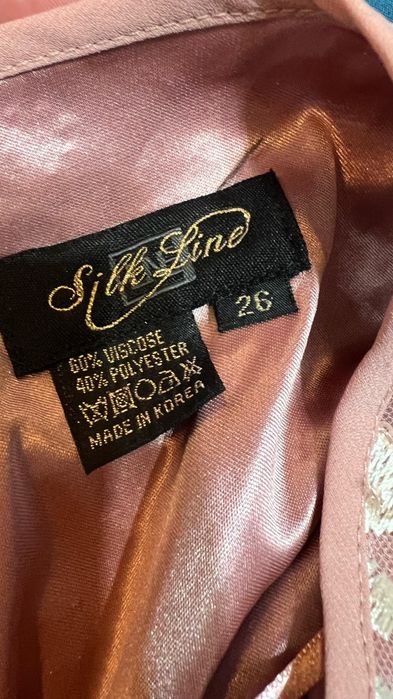 Silk Line
26
60% VISCOSE
40% POLYESTER
MADE IN KOREA